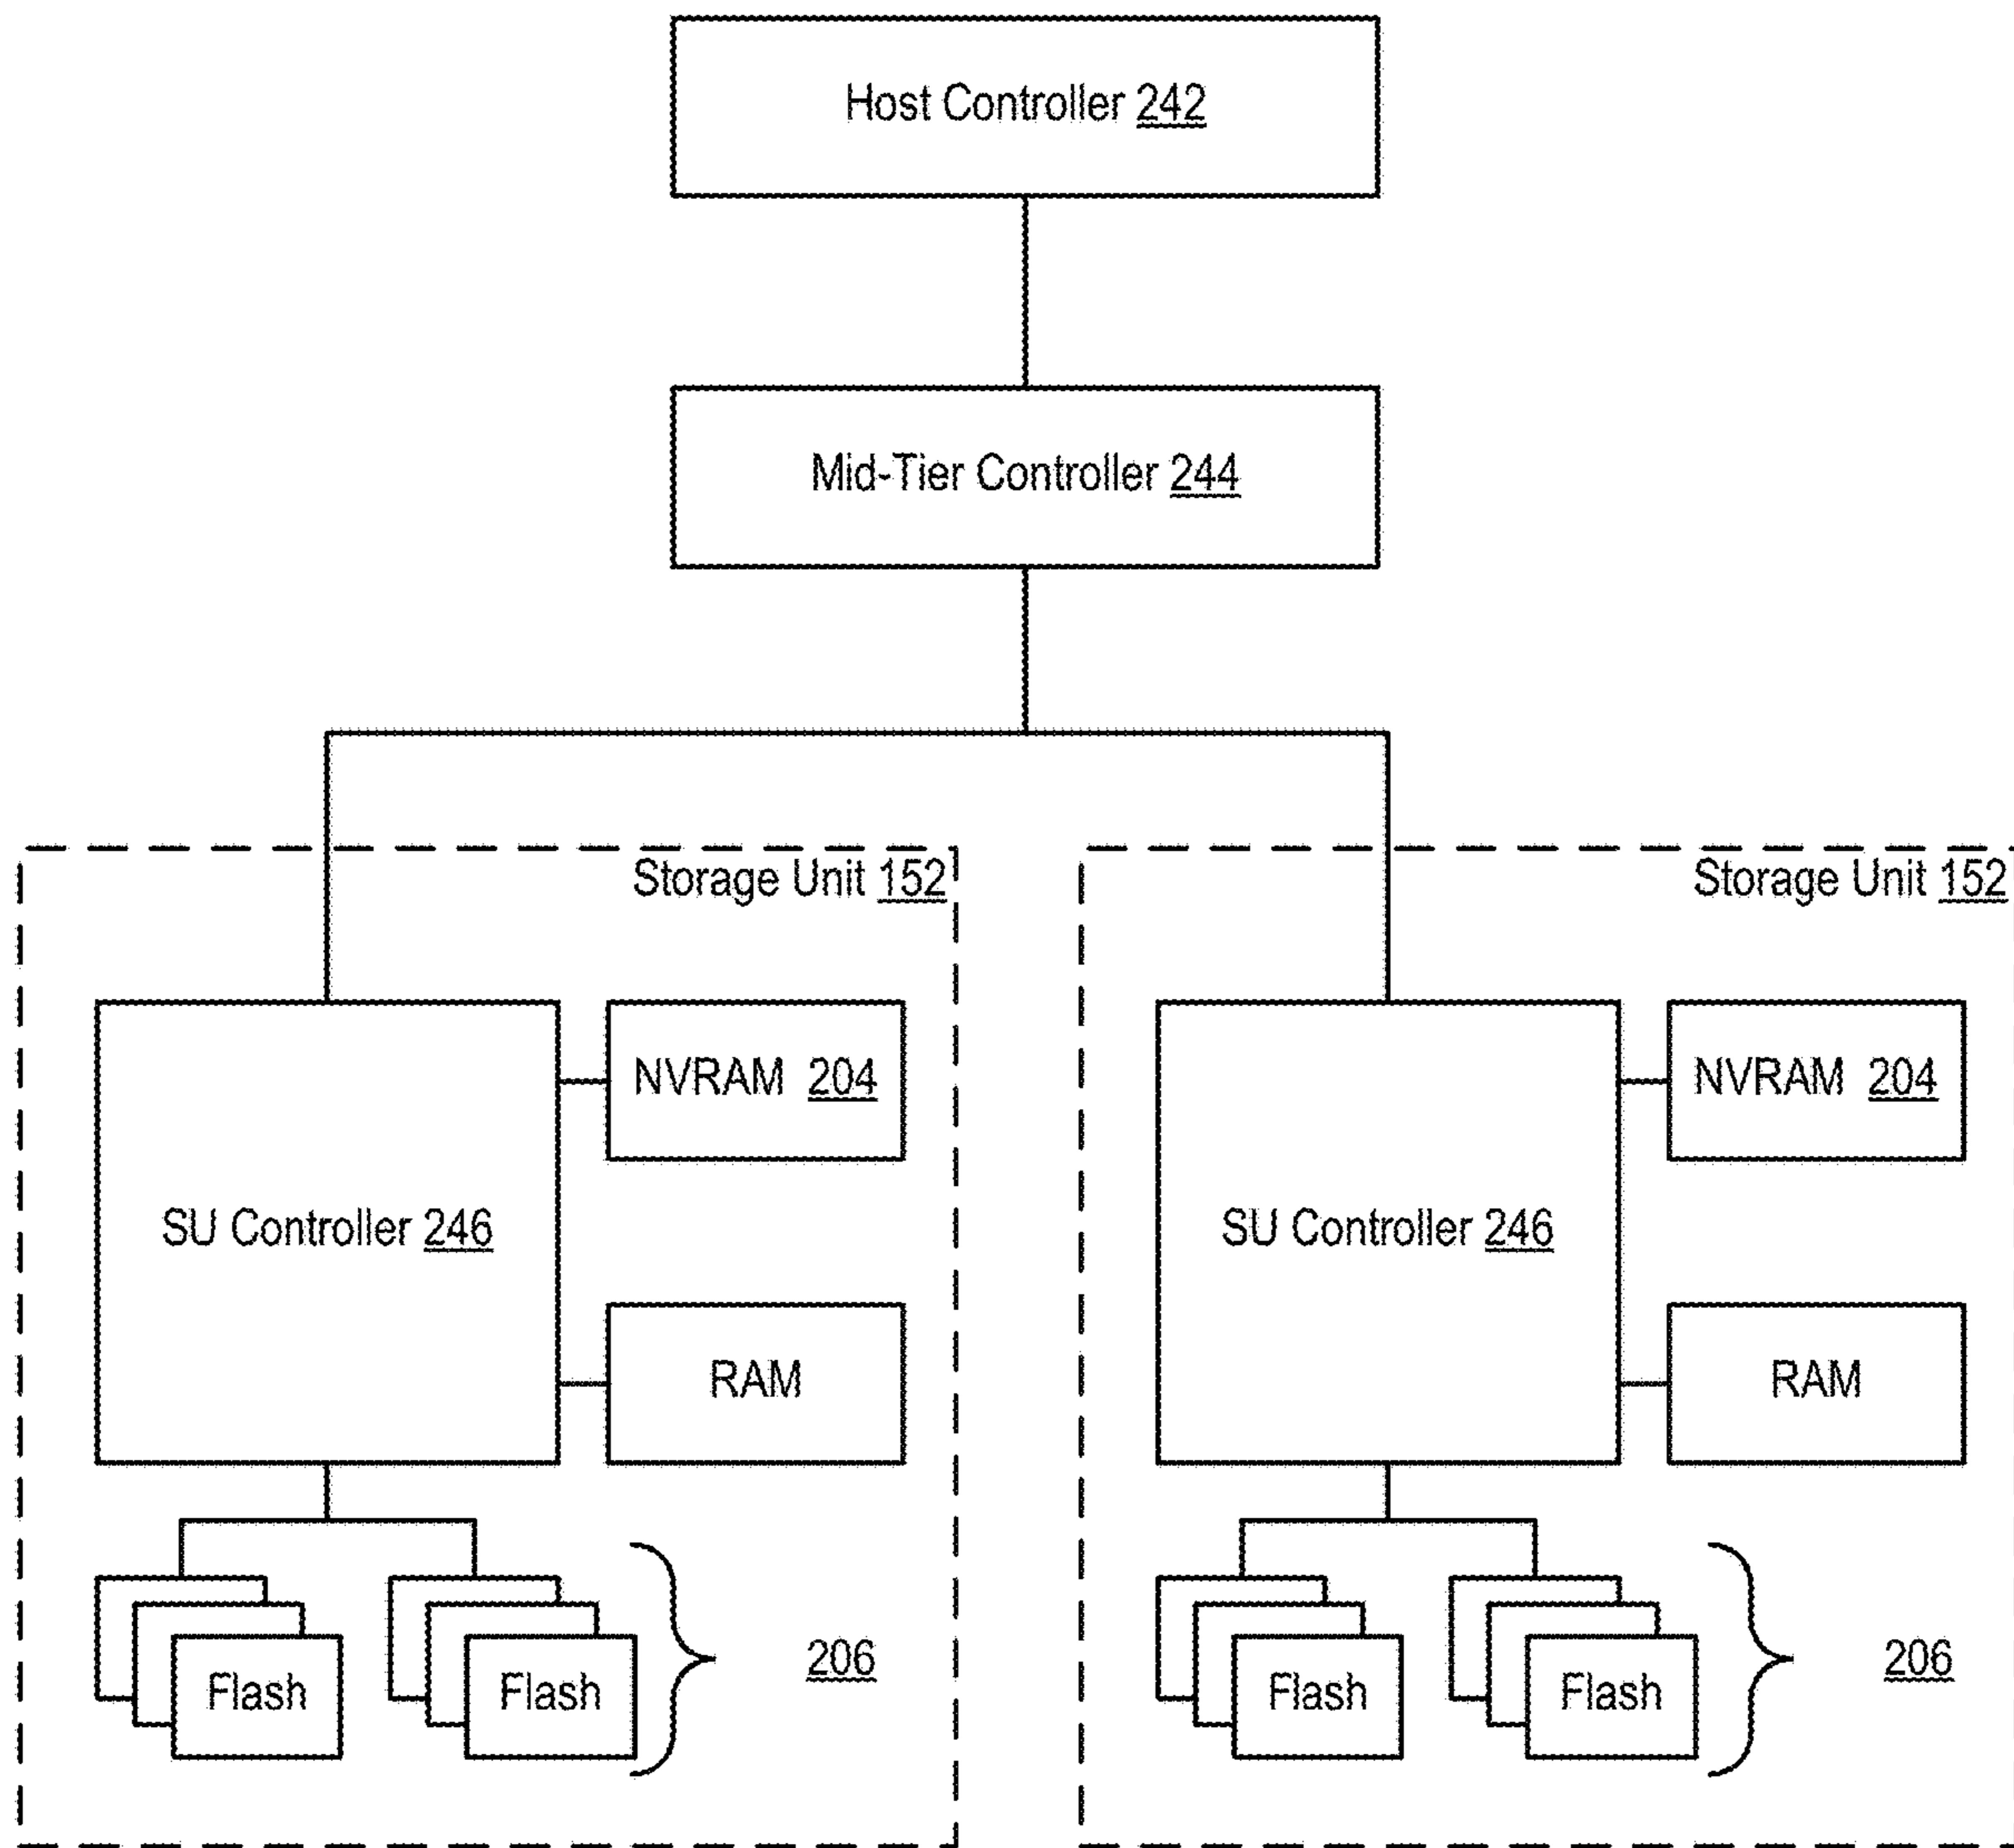 Host Controller 242
Mid-Tier Controller 244
Storage Unit 152
NVRAM 204
SU Controller 246
RAM
Flash
Flash
206
Storage Unit 152
NVRAM 204
SU Controller 246
RAM
Flash
Flash
206